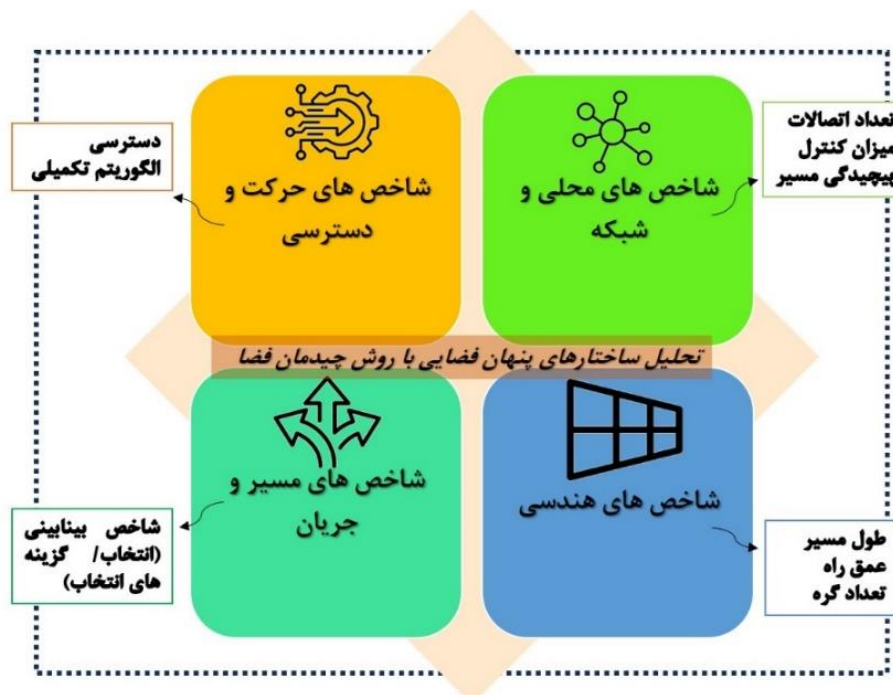 تعداد اتصالات
میزان کنترل
پیچیدگی مسیر
شاخص های محلی و
شبکه
شاخص های حرکت و
دسترسی
دسترسی
الگوریتم تکمیلی
تحلیل ساختارهای پنهان فضایی با روش چیدمان فضا
شاخص های هندسی
طول مسیر
عمق راه
تعداد گره
شاخص های مسیر و
جریان
شاخص بینابینی
(انتخاب/ گزینه
های انتخاب)